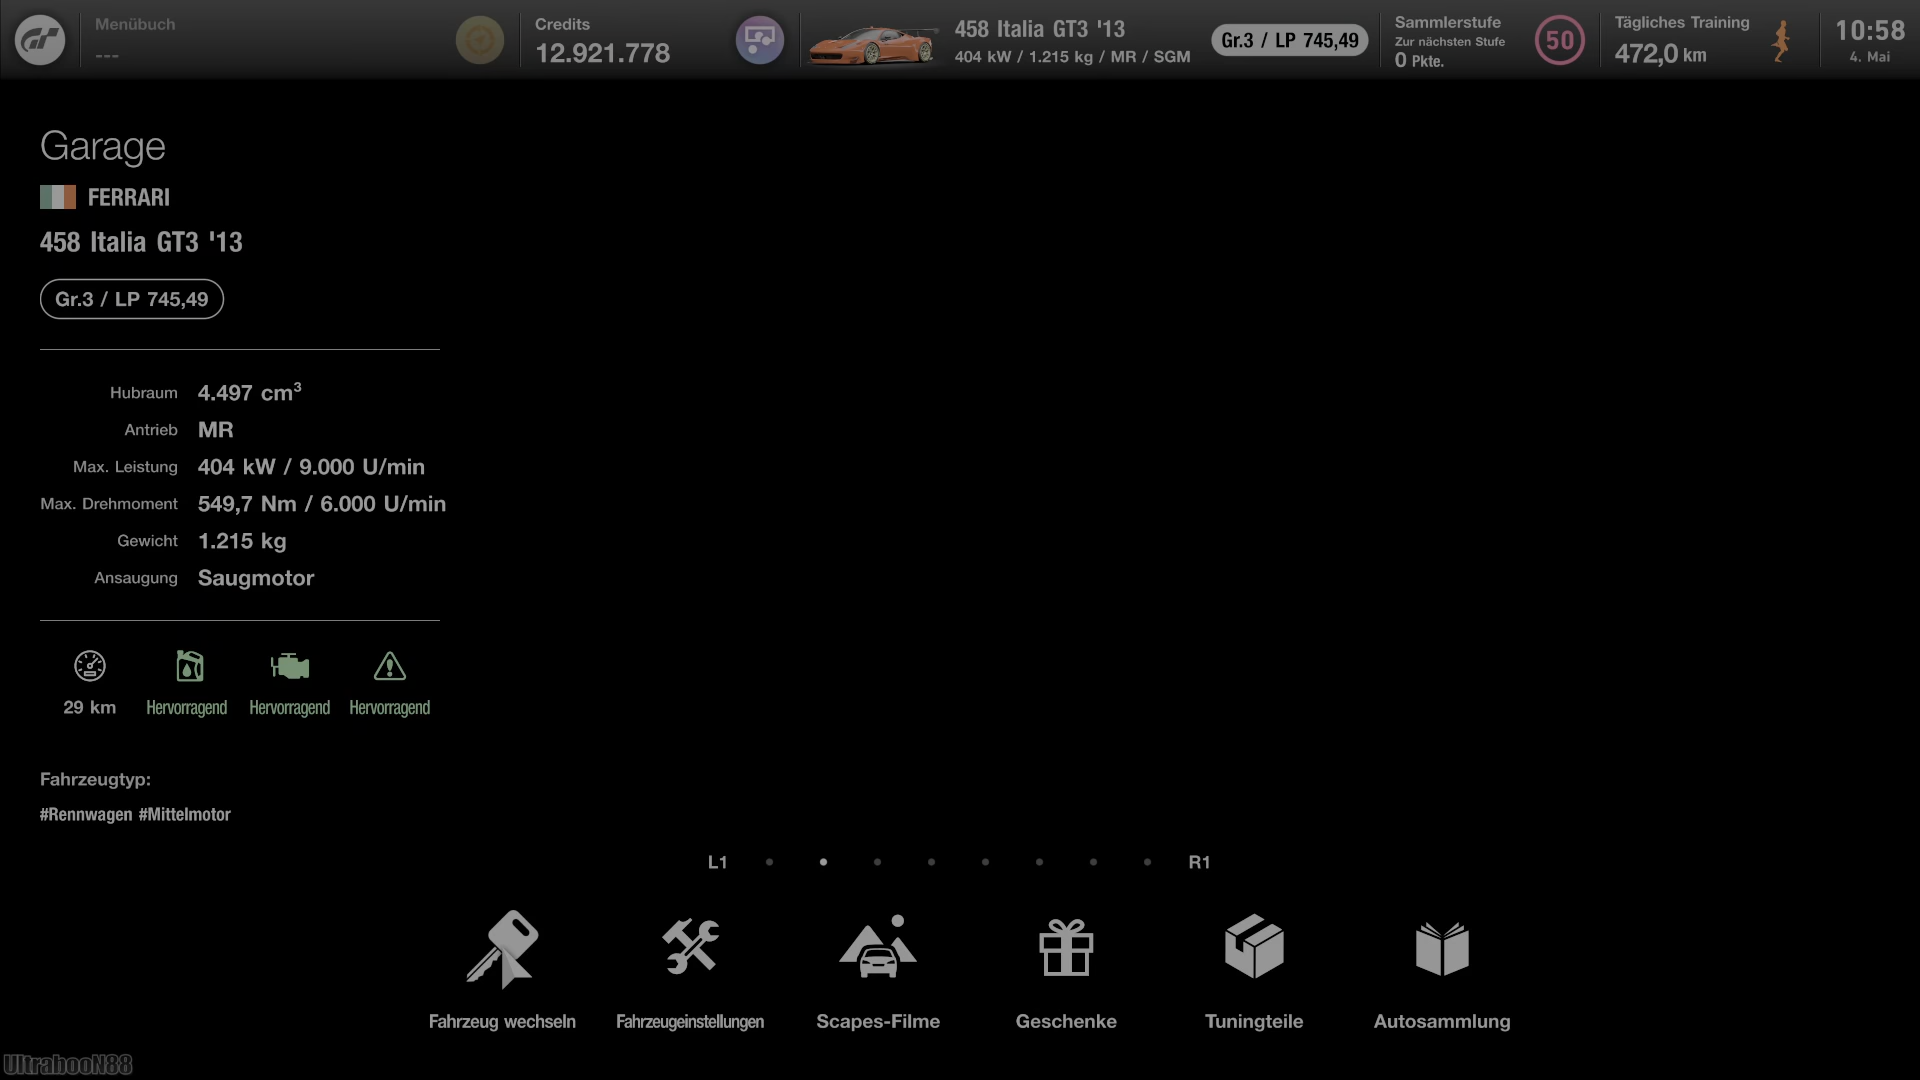 Menübuch
---
Credits
12.921.778
458 Italia GT3 '13
404 kW / 1.215 kg / MR / SGM
Gr.3 / LP 745,49
Sammlerstufe
Zur nächsten Stufe
0 Pkte.
50
Tägliches Training
472,0 km
10:58
4. Mai
Garage
FERRARI
458 Italia GT3 '13
Gr.3 / LP 745,49
Hubraum 4.497 cm³
Antrieb MR
Max. Leistung 404 kW / 9.000 U/min
Max. Drehmoment 549,7 Nm / 6.000 U/min
Gewicht 1.215 kg
Ansaugung Saugmotor
29 km Hervorragend Hervorragend Hervorragend
Fahrzeugtyp:
#Rennwagen #Mittelmotor
L1 R1
Fahrzeug wechseln Fahrzeugeinstellungen Scapes-Filme Geschenke Tuningteile Autosammlung
UltrabooN88